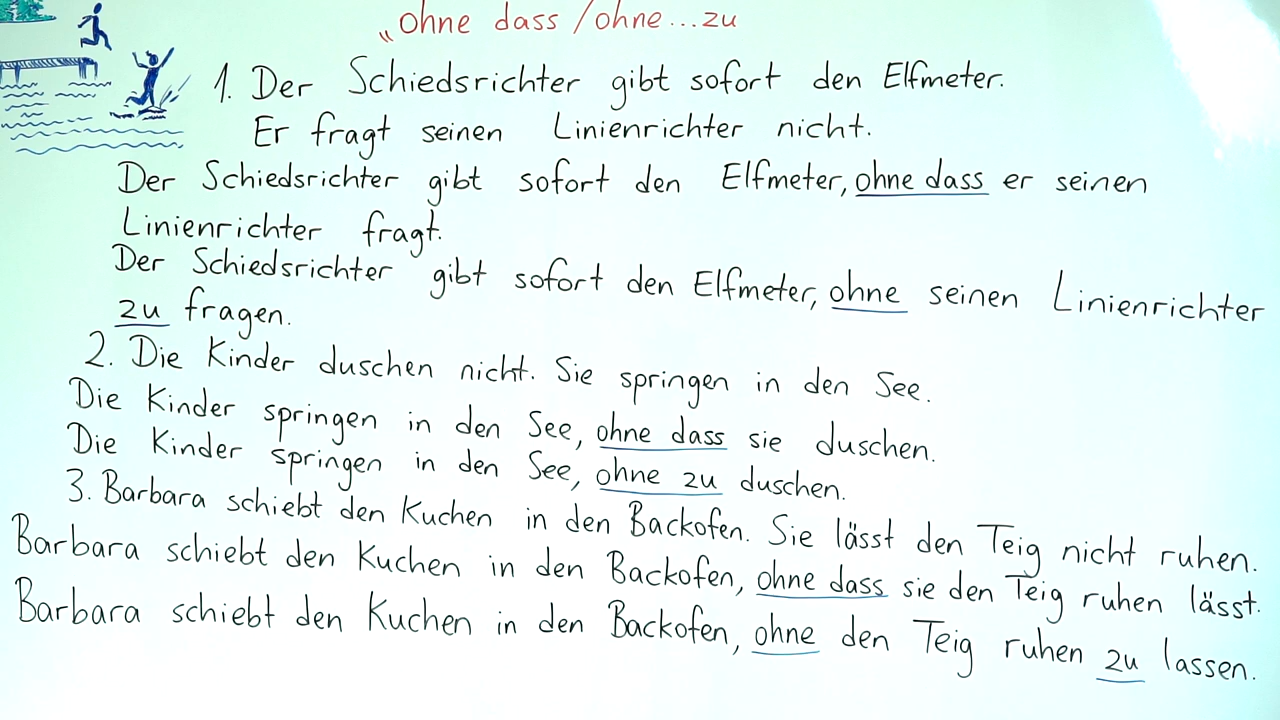 „ohne dass / ohne...zu
1. Der Schiedsrichter gibt sofort den Elfmeter.
Er fragt seinen Linienrichter nicht.
Der Schiedsrichter gibt sofort den Elfmeter, ohne dass er seinen
Linienrichter fragt.
Der Schiedsrichter gibt sofort den Elfmeter, ohne seinen Linienrichter
zu fragen.
2. Die Kinder duschen nicht. Sie springen in den See.
Die Kinder springen in den See, ohne dass sie duschen.
Die Kinder springen in den See, ohne zu duschen.
3. Barbara schiebt den Kuchen in den Backofen. Sie lässt den Teig nicht ruhen.
Barbara schiebt den Kuchen in den Backofen, ohne dass sie den Teig ruhen lässt.
Barbara schiebt den Kuchen in den Backofen, ohne den Teig ruhen zu lassen.